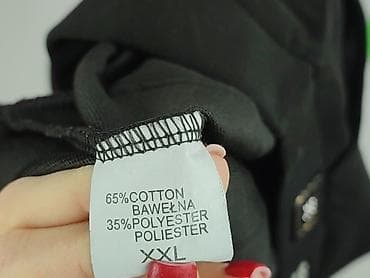 65%COTTON
BAWEŁNA
35%POLYESTER
POLIESTER
XXL